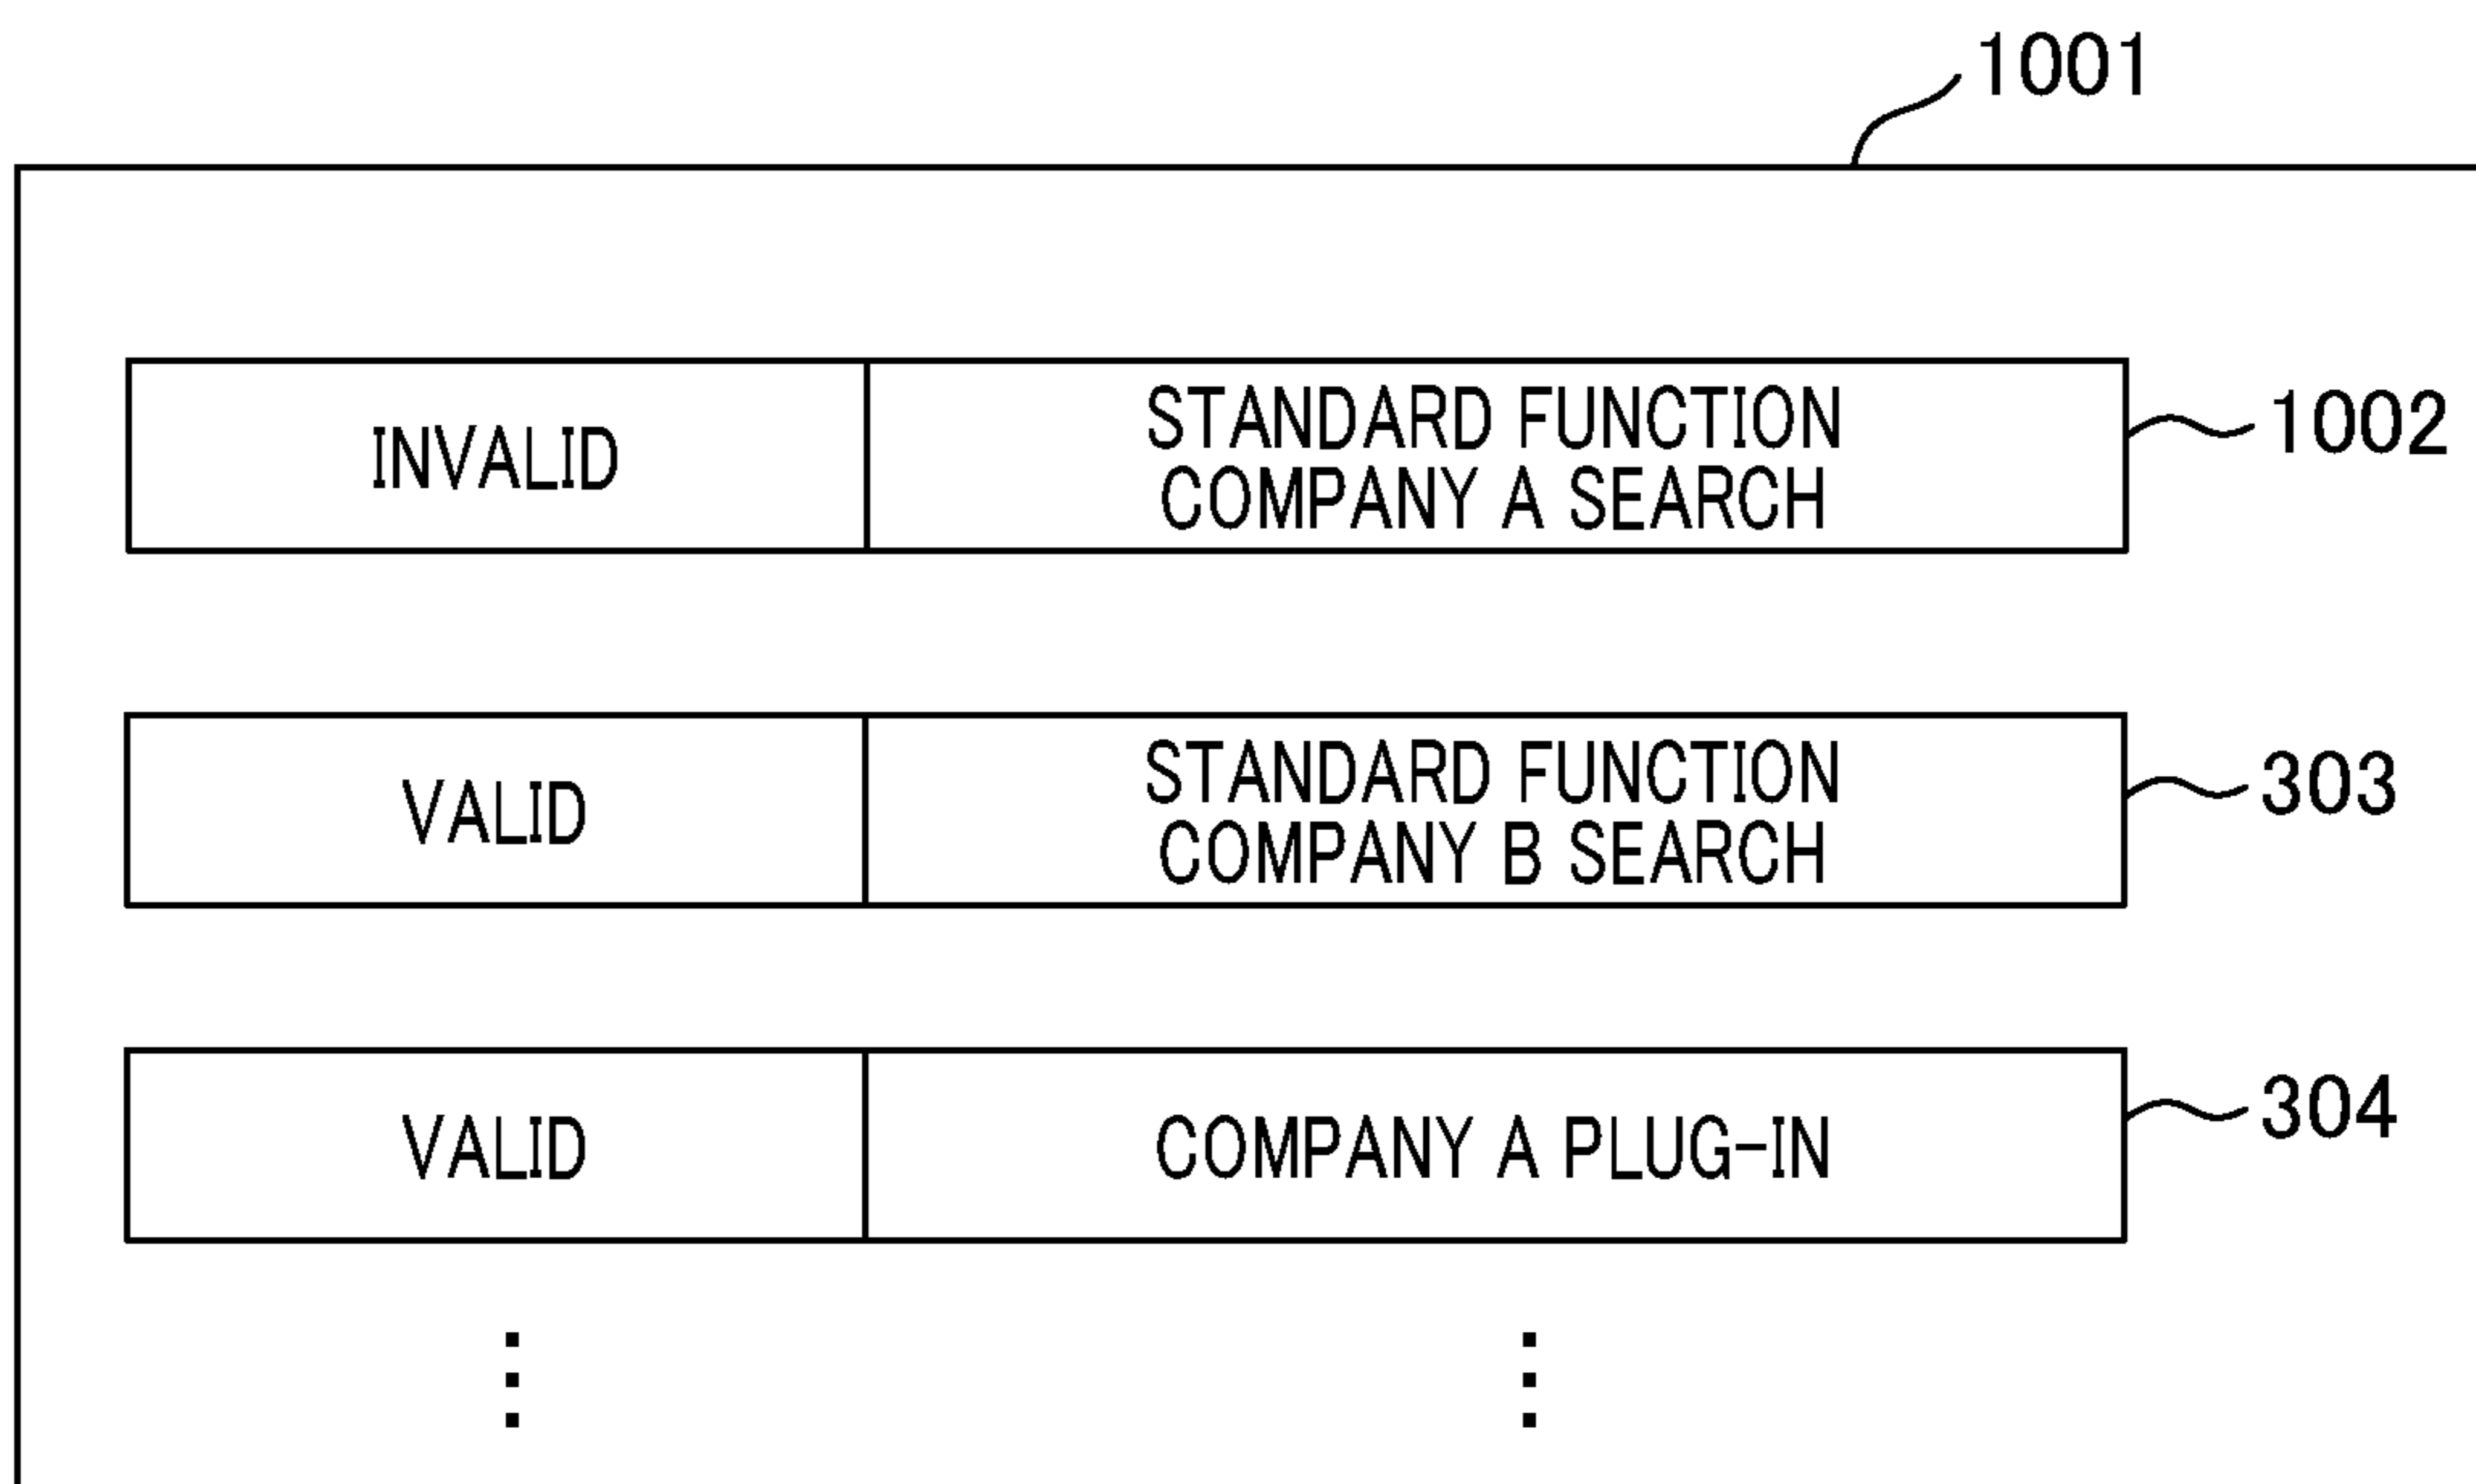 1001
INVALID
STANDARD FUNCTION
COMPANY A SEARCH
1002
VALID
STANDARD FUNCTION
COMPANY B SEARCH
303
VALID
COMPANY A PLUG-IN
304